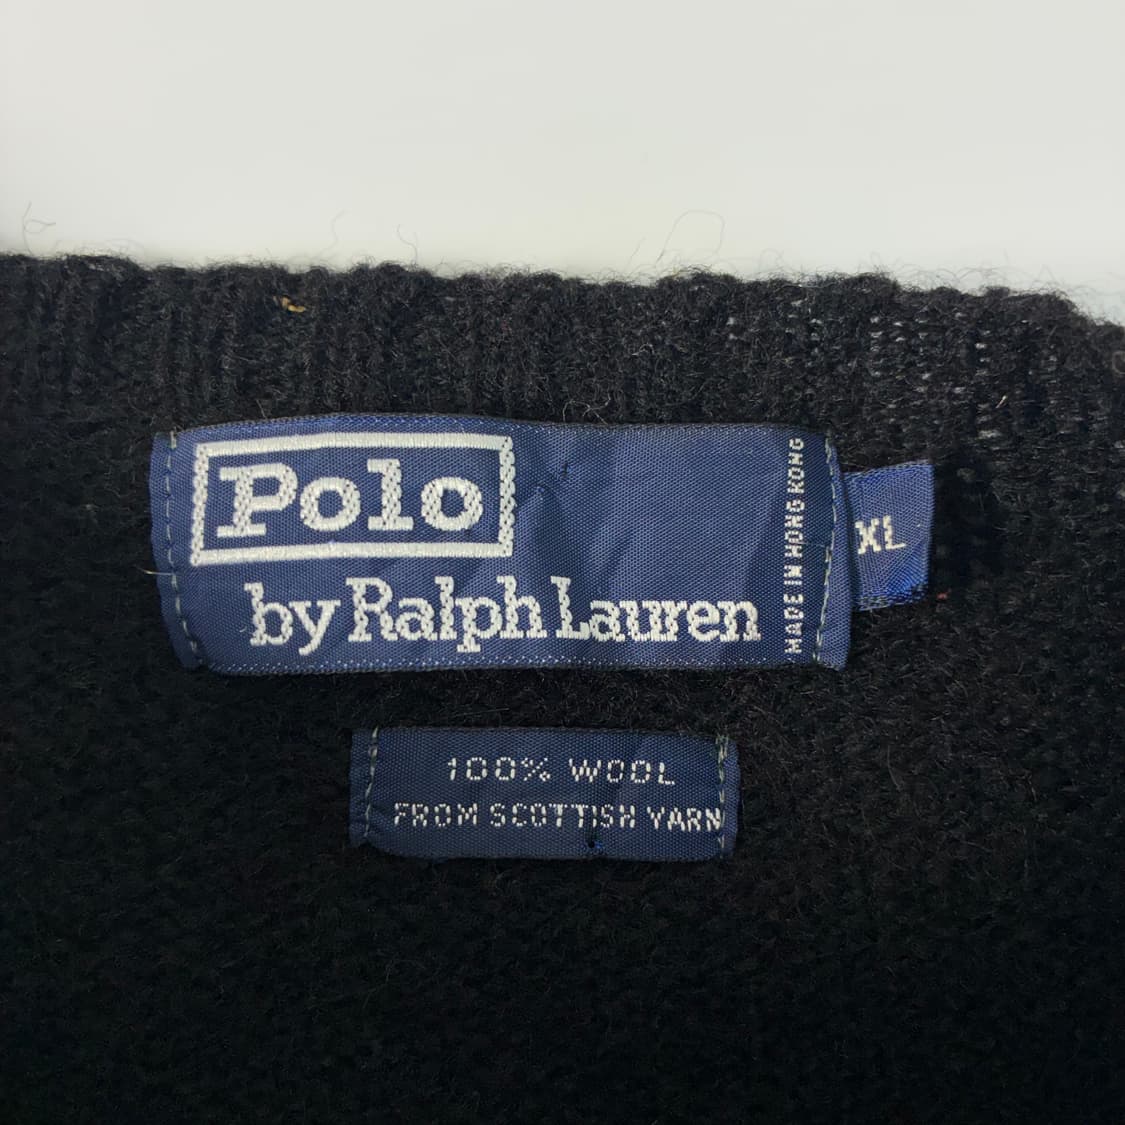 Polo
by Ralph Lauren
MADE IN HONG KONG
XL
100% WOOL
FROM SCOTTISH YARN